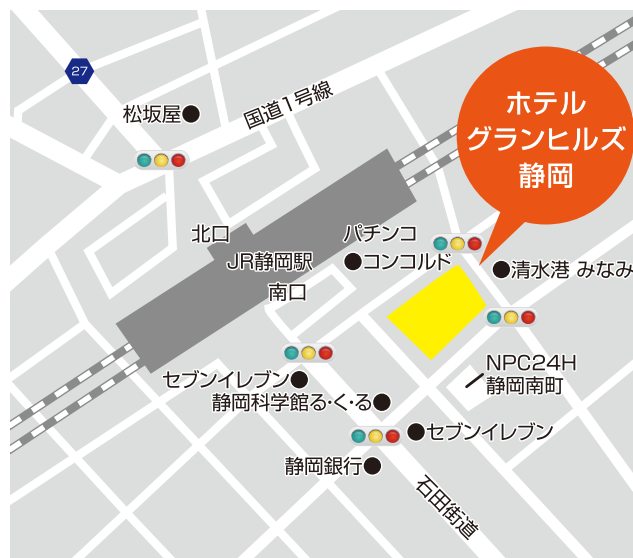 27
松坂屋
国道1号線
ホテル
グランヒルズ
静岡
北口
JR静岡駅
南口
パチンコ
コンコルド
清水港 みなみ
セブンイレブン
静岡科学館る・く・る
NPC24H
静岡南町
セブンイレブン
静岡銀行
石田街道